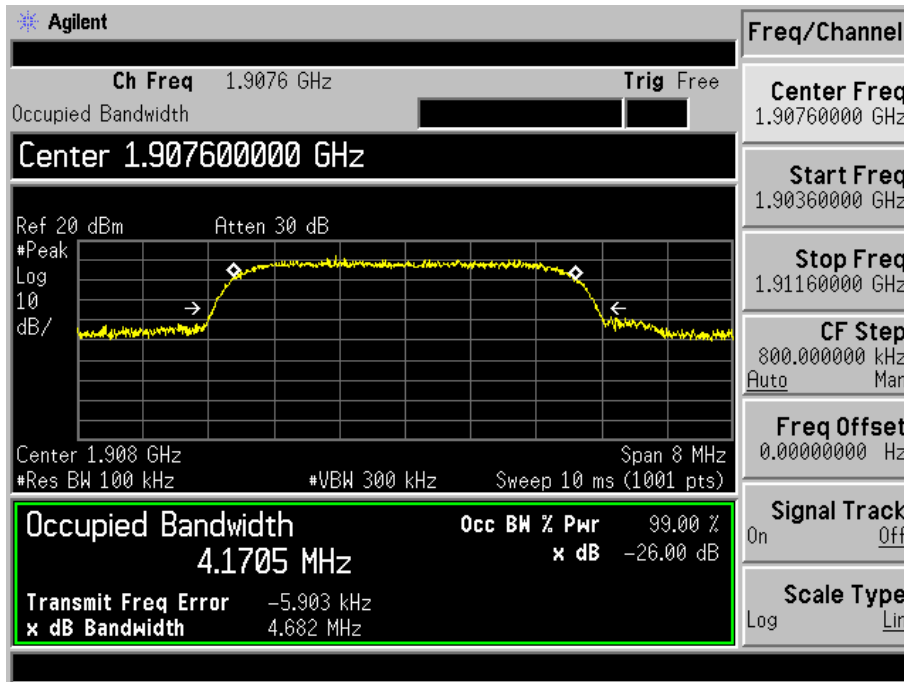 Agilent
Freq/Channel
Ch Freq 1.9076 GHz Trig Free
Occupied Bandwidth
Center 1.907600000 GHz
Ref 20 dBm Atten 30 dB
#Peak
Log
10
dB/
Center 1.908 GHz Span 8 MHz
#Res BW 100 kHz #VBW 300 kHz Sweep 10 ms (1001 pts)
Occupied Bandwidth
4.1705 MHz
Occ BW % Pwr 99.00 %
x dB -26.00 dB
Transmit Freq Error -5.903 kHz
x dB Bandwidth 4.682 MHz
Center Freq
1.90760000 GHz
Start Freq
1.90360000 GHz
Stop Freq
1.91160000 GHz
CF Step
800.000000 kHz
Auto Man
Freq Offset
0.00000000 Hz
Signal Track
On Off
Scale Type
Log Lin